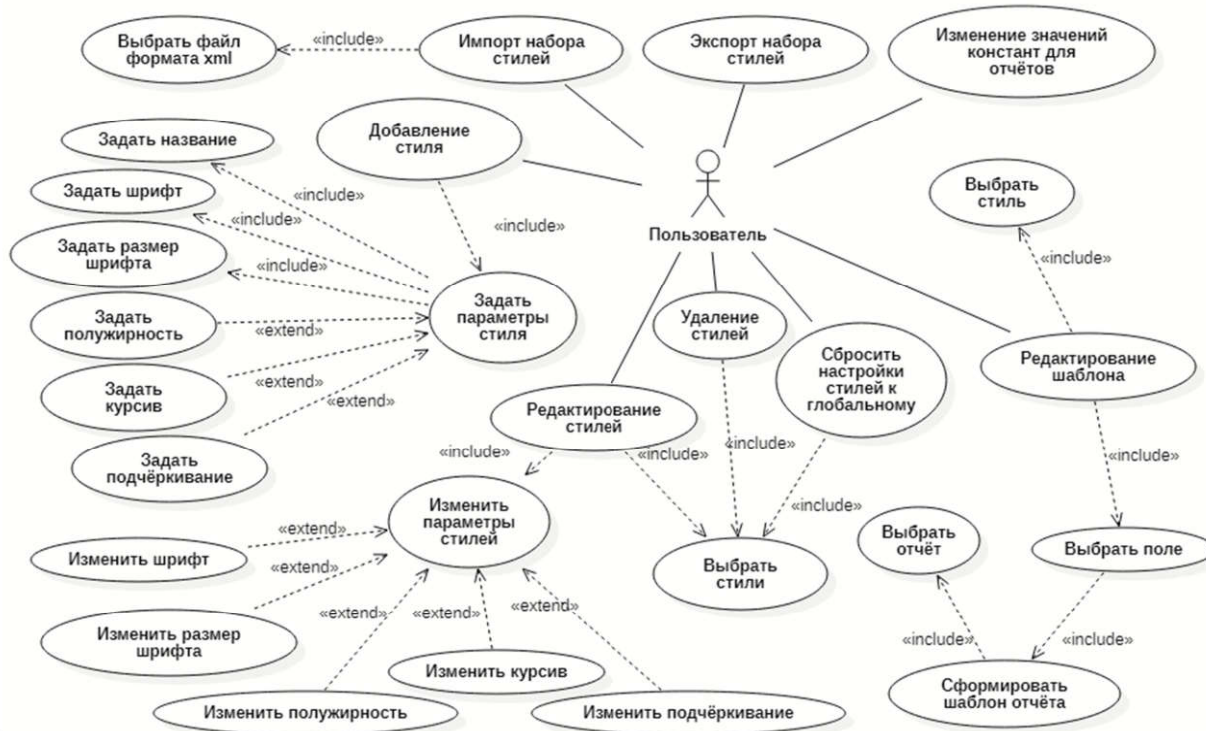 Выбрать файл
формата xml
«include»
Импорт набора
стилей
Экспорт набора
стилей
Изменение значений
констант для
отчётов
Задать название
Добавление
стиля
Задать шрифт
«include»
«include»
Задать размер
шрифта
«include»
«include»
Пользователь
Выбрать
стиль
«include»
Задать
полужирность
«extend»
Задать
параметры
стиля
Удаление
стилей
Сбросить
настройки
стилей к
глобальному
Редактирование
шаблона
Задать
курсив
«extend»
«extend»
Редактирование
стилей
Задать
подчёркивание
«include»
«include»
«include»
«include»
«include»
Изменить
параметры
стилей
Изменить шрифт
«extend»
«extend»
Выбрать
стили
Выбрать
отчёт
Выбрать поле
Изменить размер
шрифта
«extend»
«extend»
«extend»
«include»
«include»
Изменить курсив
Изменить полужирность
Изменить подчёркивание
Сформировать
шаблон отчёта